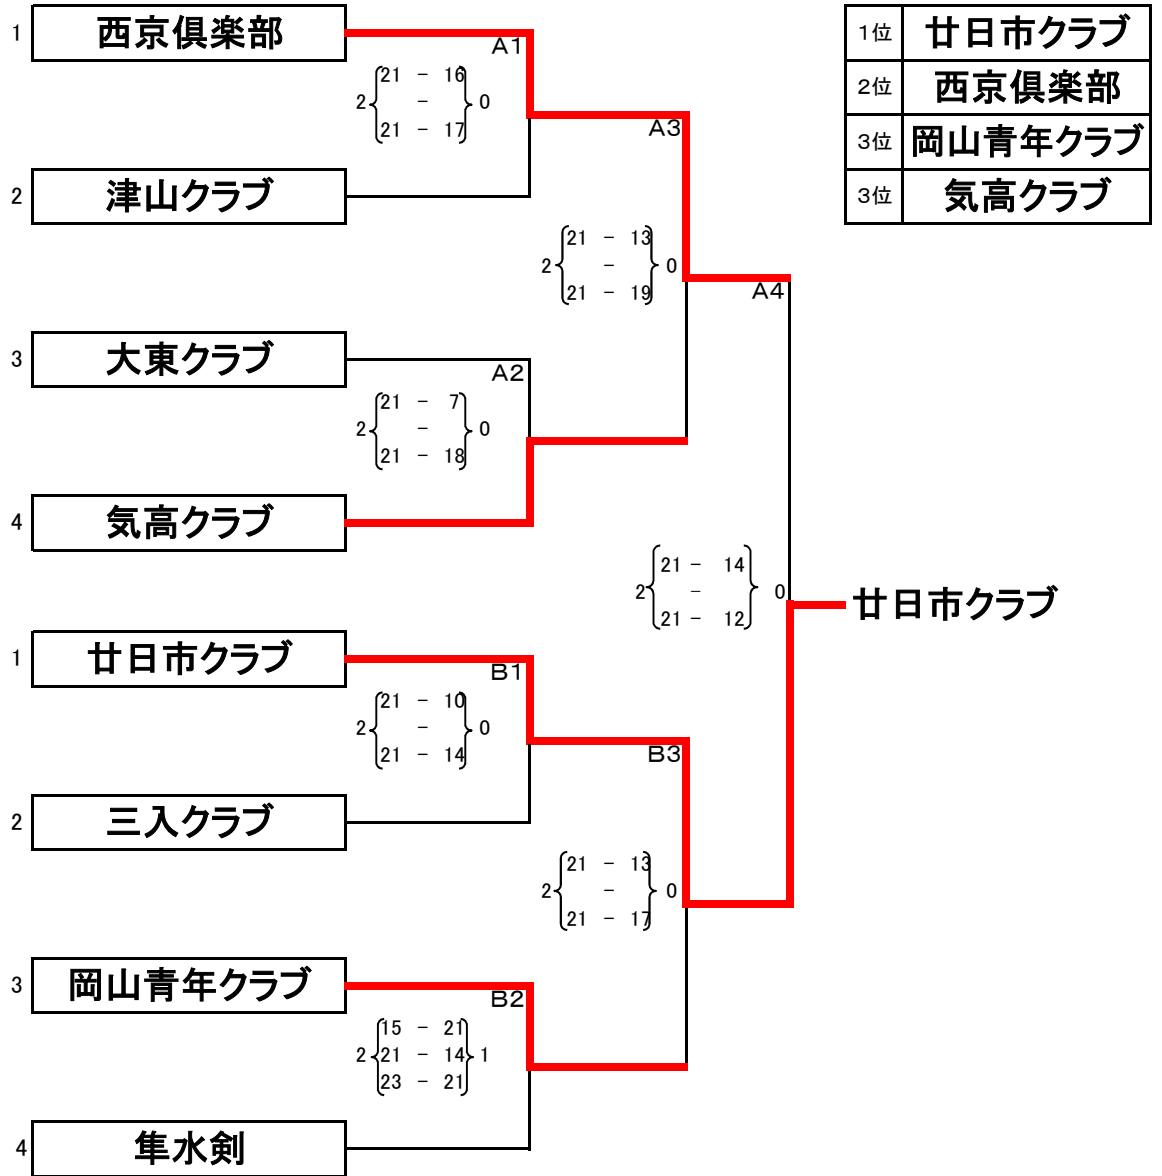 1 西京倶楽部
A1
21 - 16
2 - 0
21 - 17
2 津山クラブ
A3
21 - 13
2 - 0
21 - 19
A4
3 大東クラブ
A2
21 - 7
2 - 0
21 - 18
4 気高クラブ
21 - 14
2 - 0
21 - 12
廿日市クラブ
1 廿日市クラブ
B1
21 - 10
2 - 0
21 - 14
B3
2 三入クラブ
21 - 13
2 - 0
21 - 17
3 岡山青年クラブ
B2
15 - 21
2 21 - 14 1
23 - 21
4 隼水剣
1位 廿日市クラブ
2位 西京倶楽部
3位 岡山青年クラブ
3位 気高クラブ